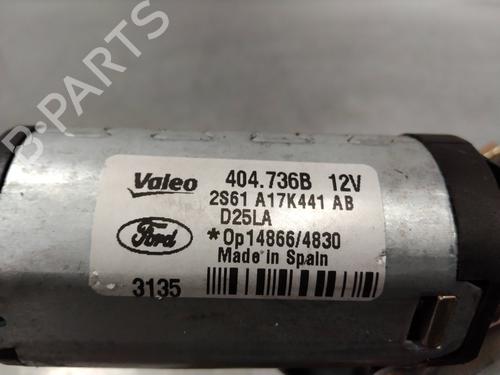 Valeo 404.736B 12V
2S61 A17K441 AB
D25LA
Ford *Op14866/4830
Made in Spain
3135
B-PARTS